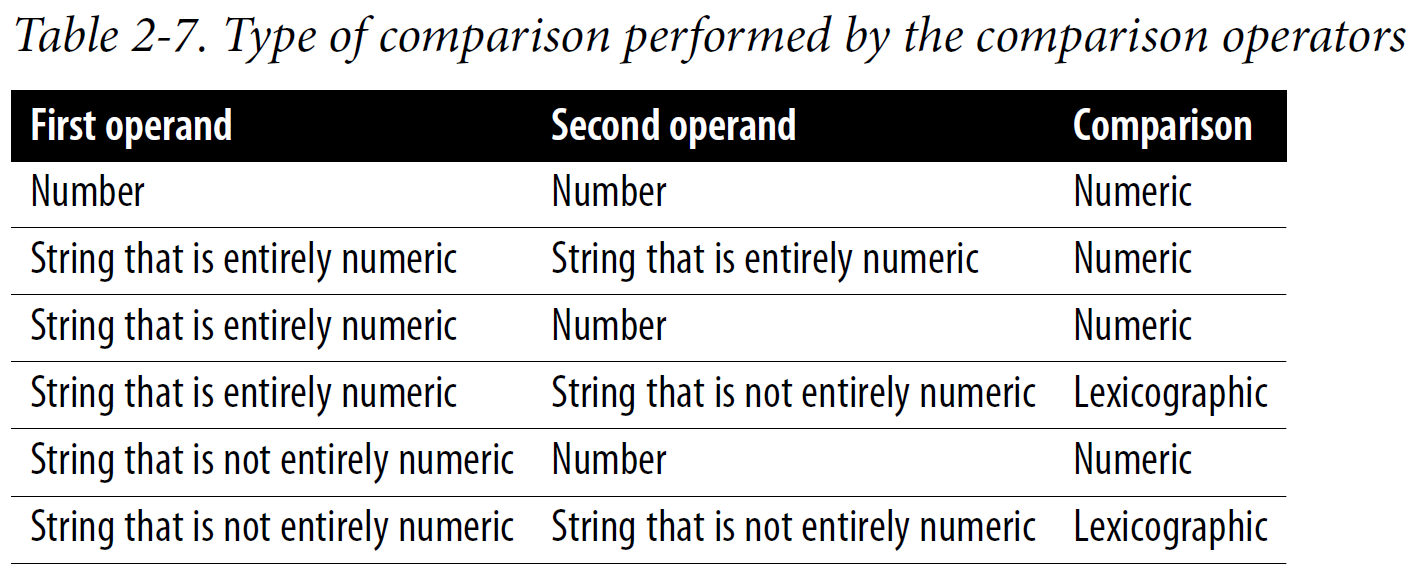 Table 2-7. Type of comparison performed by the comparison operators
First operand Second operand Comparison
Number Number Numeric
String that is entirely numeric String that is entirely numeric Numeric
String that is entirely numeric Number Numeric
String that is entirely numeric String that is not entirely numeric Lexicographic
String that is not entirely numeric Number Numeric
String that is not entirely numeric String that is not entirely numeric Lexicographic